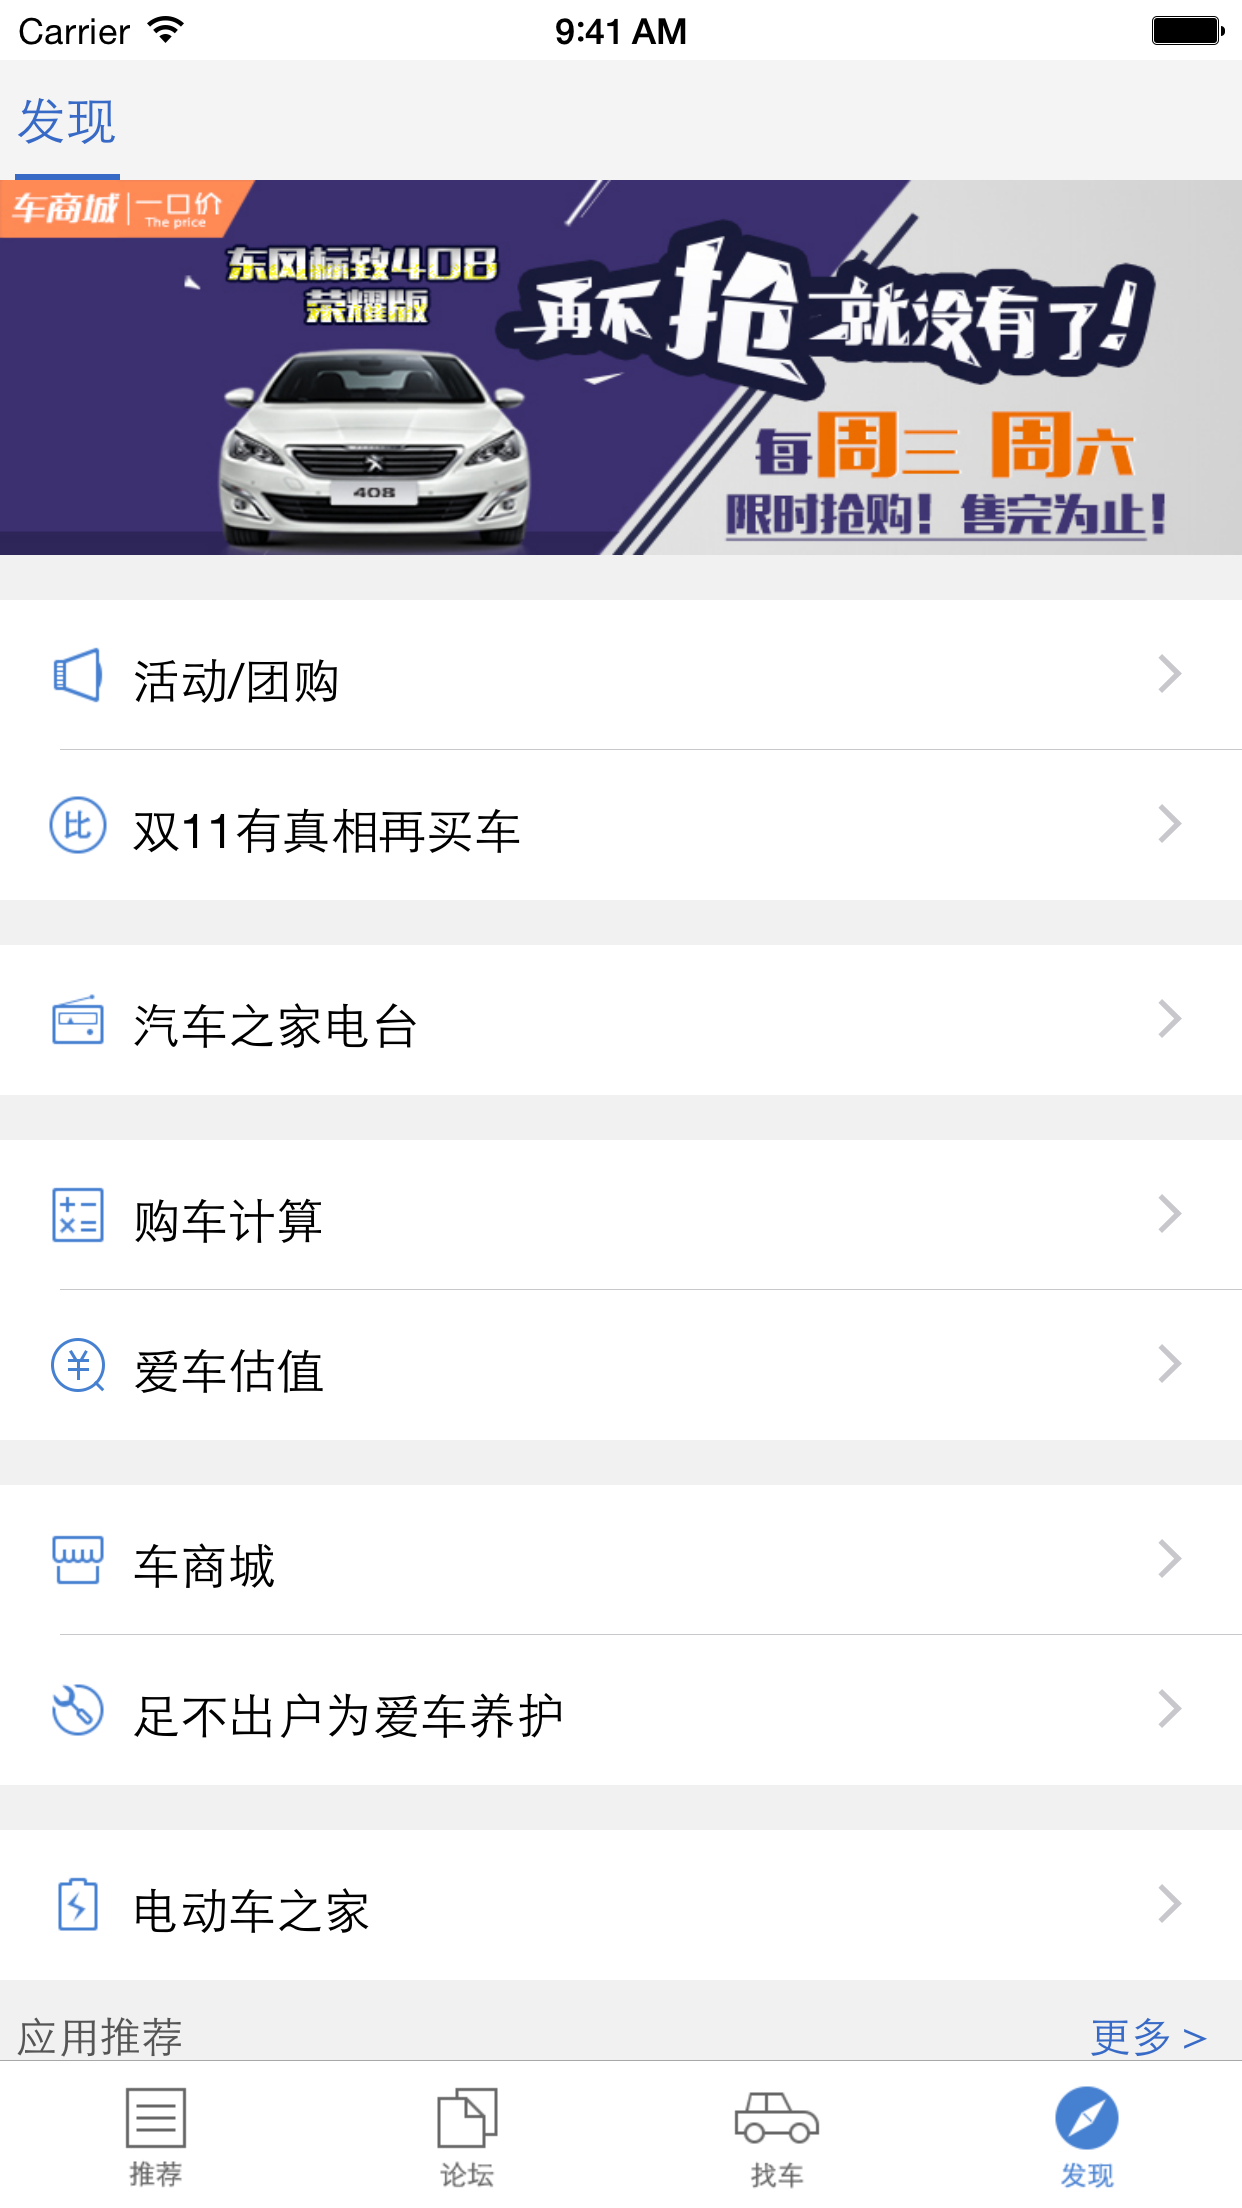 Carrier 9:41 AM
发现
车商城 一口价
The price
东风标致408
荣耀版
再不抢就没有了!
408
每周三 周六
限时抢购! 售完为止!
活动/团购
比 双11有真相再买车
汽车之家电台
购车计算
¥ 爱车估值
车商城
足不出户为爱车养护
电动车之家
应用推荐 更多 >
推荐 论坛 找车 发现